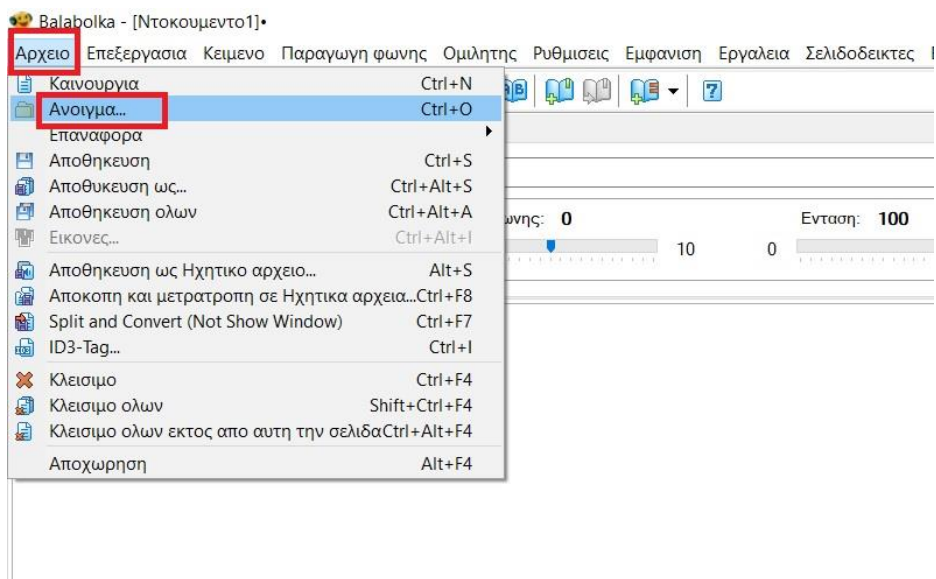 Balabolka - [Ντοκουμεντο1]•
Αρχειο Επεξεργασια Κειμενο Παραγωγη φωνης Ομιλητης Ρυθμισεις Εμφανιση Εργαλεια Σελιδοδεικτες
Καινουργια Ctrl+N
Ανοιγμα... Ctrl+O
Επαναφορα
Αποθηκευση Ctrl+S
Αποθυκευση ως... Ctrl+Alt+S
Αποθηκευση ολων Ctrl+Alt+A
Εικονες... Ctrl+Alt+I
ωνης: 0 Ενταση: 100
10 0
Αποθηκευση ως Ηχητικο αρχειο... Alt+S
Αποκοπη και μετρατροπη σε Ηχητικα αρχεια...Ctrl+F8
Split and Convert (Not Show Window) Ctrl+F7
ID3-Tag... Ctrl+I
Κλεισιμο Ctrl+F4
Κλεισιμο ολων Shift+Ctrl+F4
Κλεισιμο ολων εκτος απο αυτη την σελιδαCtrl+Alt+F4
Αποχωρηση Alt+F4